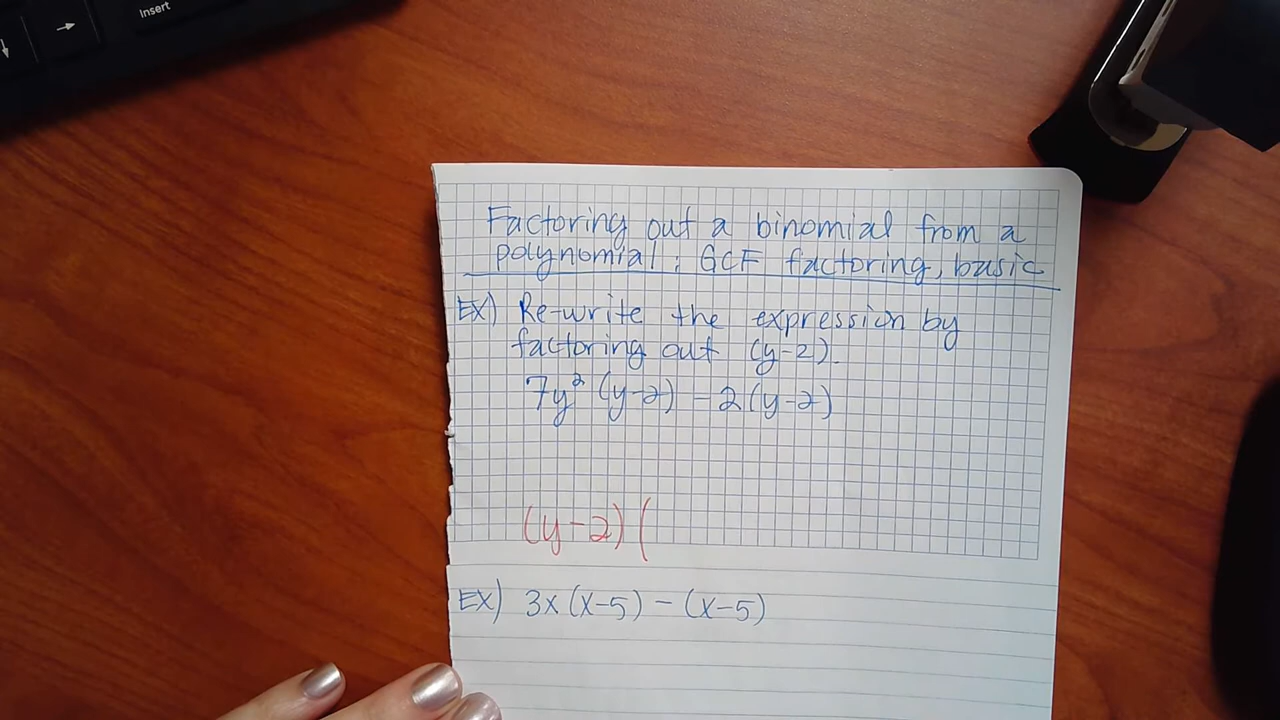 Insert
→
↓
Factoring out a binomial from a
polynomial: GCF factoring, basic
EX) Re-write the expression by
factoring out (y-2).
7y² (y-2) - 2(y-2)
(y-2)(
EX) 3x(x-5) - (x-5)